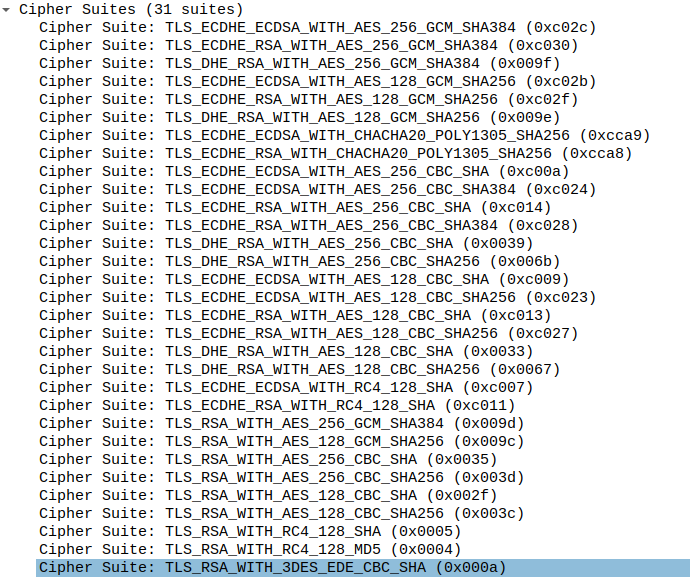 Cipher Suites (31 suites)
Cipher Suite: TLS_ECDHE_ECDSA_WITH_AES_256_GCM_SHA384 (0xc02c)
Cipher Suite: TLS_ECDHE_RSA_WITH_AES_256_GCM_SHA384 (0xc030)
Cipher Suite: TLS_DHE_RSA_WITH_AES_256_GCM_SHA384 (0x009f)
Cipher Suite: TLS_ECDHE_ECDSA_WITH_AES_128_GCM_SHA256 (0xc02b)
Cipher Suite: TLS_ECDHE_RSA_WITH_AES_128_GCM_SHA256 (0xc02f)
Cipher Suite: TLS_DHE_RSA_WITH_AES_128_GCM_SHA256 (0x009e)
Cipher Suite: TLS_ECDHE_ECDSA_WITH_CHACHA20_POLY1305_SHA256 (0xcca9)
Cipher Suite: TLS_ECDHE_RSA_WITH_CHACHA20_POLY1305_SHA256 (0xcca8)
Cipher Suite: TLS_ECDHE_ECDSA_WITH_AES_256_CBC_SHA (0xc00a)
Cipher Suite: TLS_ECDHE_ECDSA_WITH_AES_256_CBC_SHA384 (0xc024)
Cipher Suite: TLS_ECDHE_RSA_WITH_AES_256_CBC_SHA (0xc014)
Cipher Suite: TLS_ECDHE_RSA_WITH_AES_256_CBC_SHA384 (0xc028)
Cipher Suite: TLS_DHE_RSA_WITH_AES_256_CBC_SHA (0x0039)
Cipher Suite: TLS_DHE_RSA_WITH_AES_256_CBC_SHA256 (0x006b)
Cipher Suite: TLS_ECDHE_ECDSA_WITH_AES_128_CBC_SHA (0xc009)
Cipher Suite: TLS_ECDHE_ECDSA_WITH_AES_128_CBC_SHA256 (0xc023)
Cipher Suite: TLS_ECDHE_RSA_WITH_AES_128_CBC_SHA (0xc013)
Cipher Suite: TLS_ECDHE_RSA_WITH_AES_128_CBC_SHA256 (0xc027)
Cipher Suite: TLS_DHE_RSA_WITH_AES_128_CBC_SHA (0x0033)
Cipher Suite: TLS_DHE_RSA_WITH_AES_128_CBC_SHA256 (0x0067)
Cipher Suite: TLS_ECDHE_ECDSA_WITH_RC4_128_SHA (0xc007)
Cipher Suite: TLS_ECDHE_RSA_WITH_RC4_128_SHA (0xc011)
Cipher Suite: TLS_RSA_WITH_AES_256_GCM_SHA384 (0x009d)
Cipher Suite: TLS_RSA_WITH_AES_128_GCM_SHA256 (0x009c)
Cipher Suite: TLS_RSA_WITH_AES_256_CBC_SHA (0x0035)
Cipher Suite: TLS_RSA_WITH_AES_256_CBC_SHA256 (0x003d)
Cipher Suite: TLS_RSA_WITH_AES_128_CBC_SHA (0x002f)
Cipher Suite: TLS_RSA_WITH_AES_128_CBC_SHA256 (0x003c)
Cipher Suite: TLS_RSA_WITH_RC4_128_SHA (0x0005)
Cipher Suite: TLS_RSA_WITH_RC4_128_MD5 (0x0004)
Cipher Suite: TLS_RSA_WITH_3DES_EDE_CBC_SHA (0x000a)